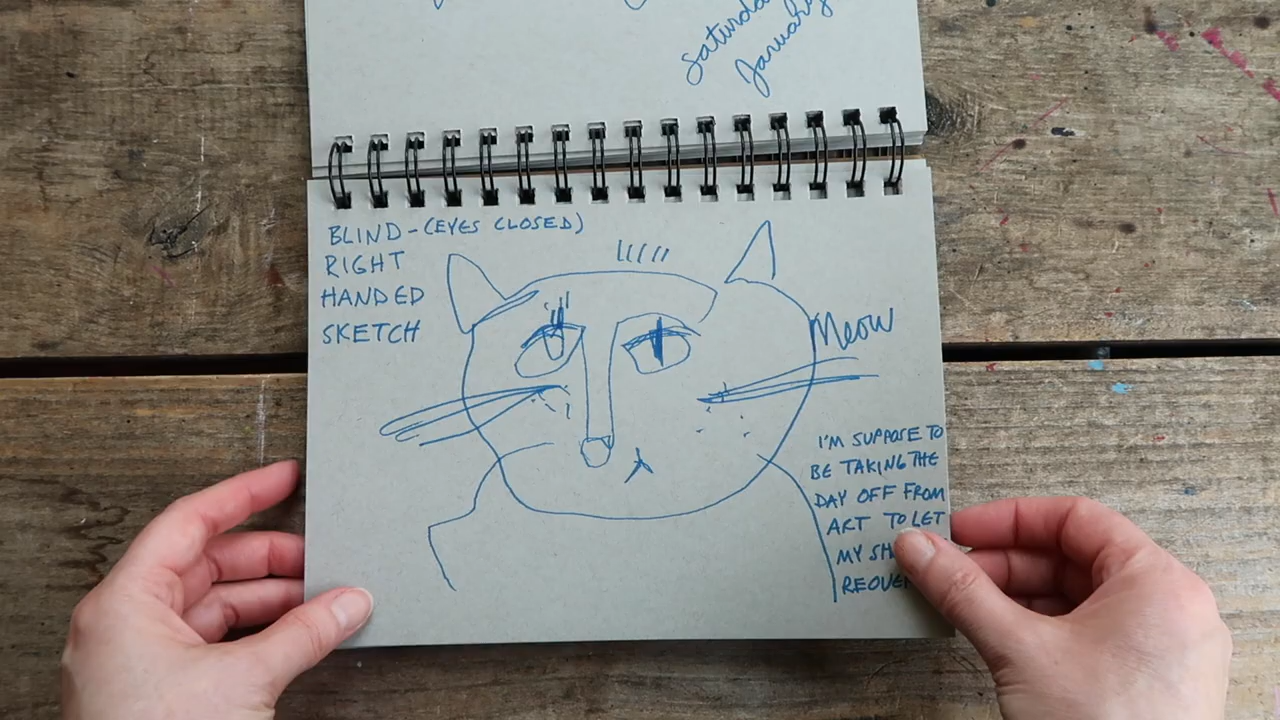 Saturday
January
BLIND - (EYES CLOSED)
RIGHT
HANDED
SKETCH
Meow
I'M SUPPOSE TO
BE TAKING THE
DAY OFF FROM
ART TO LET
MY